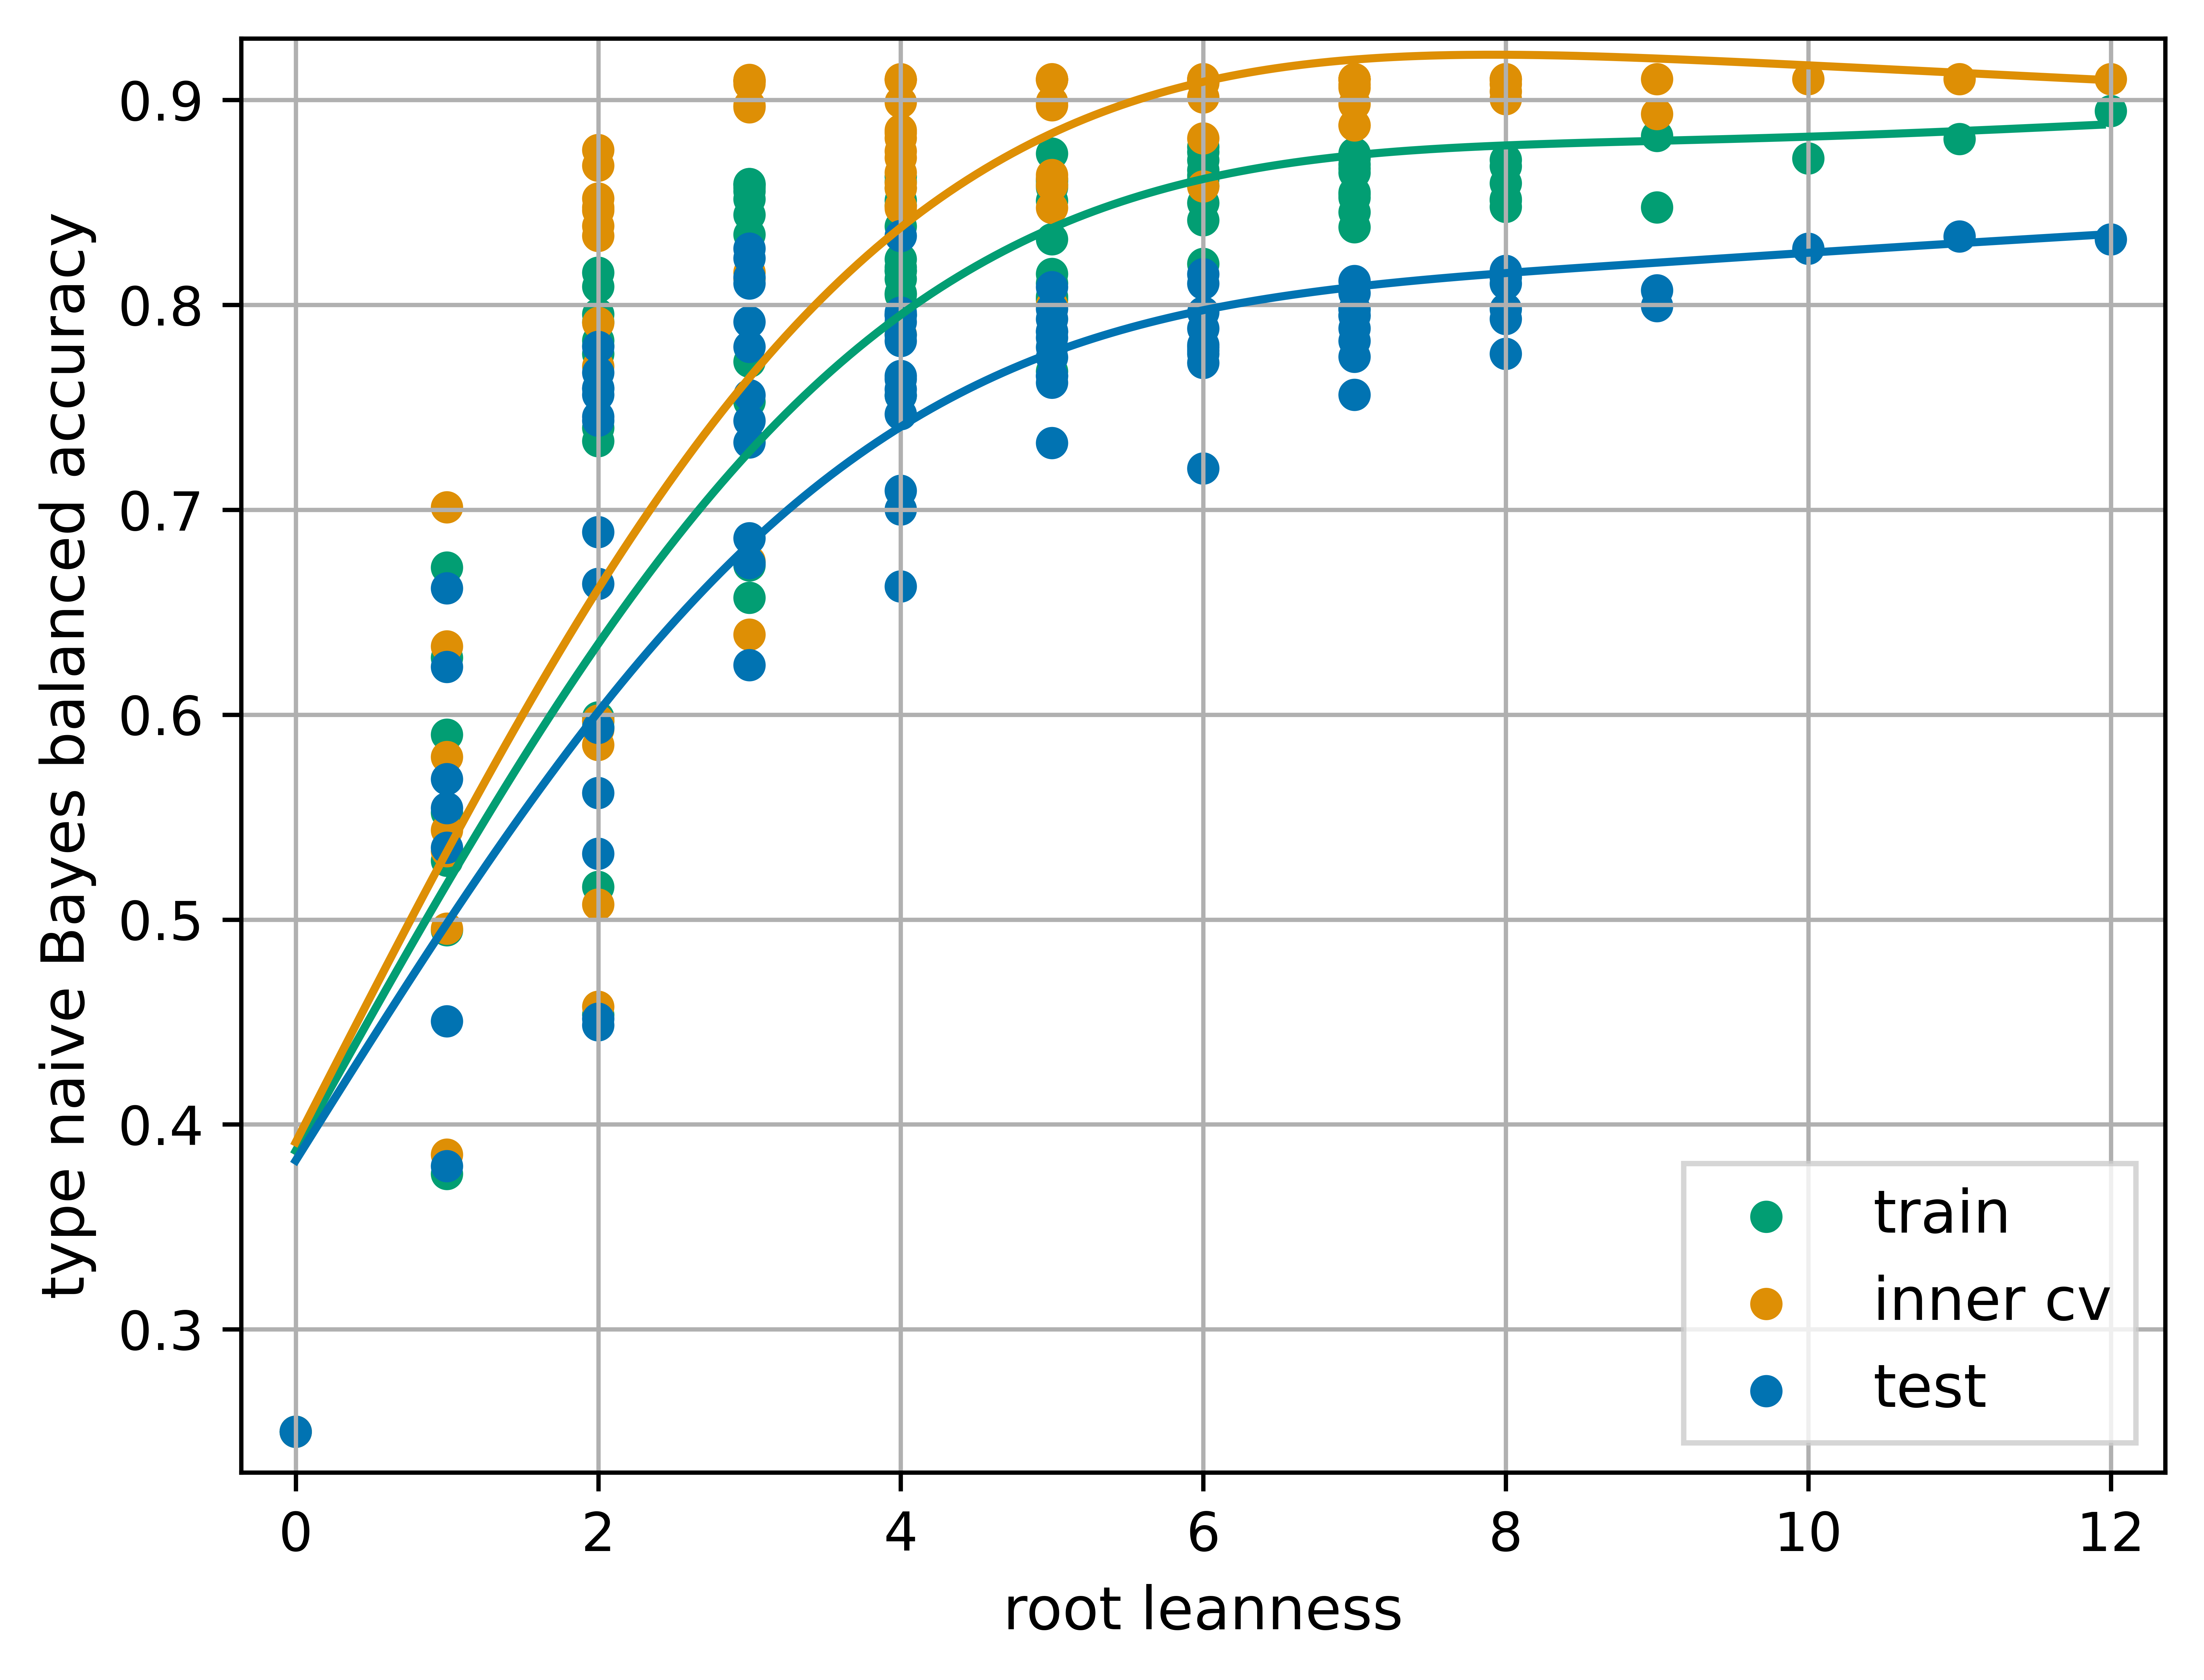 type naive Bayes balanced accuracy
0.9
0.8
0.7
0.6
0.5
0.4
0.3
train
inner cv
test
0 2 4 6 8 10 12
root leanness